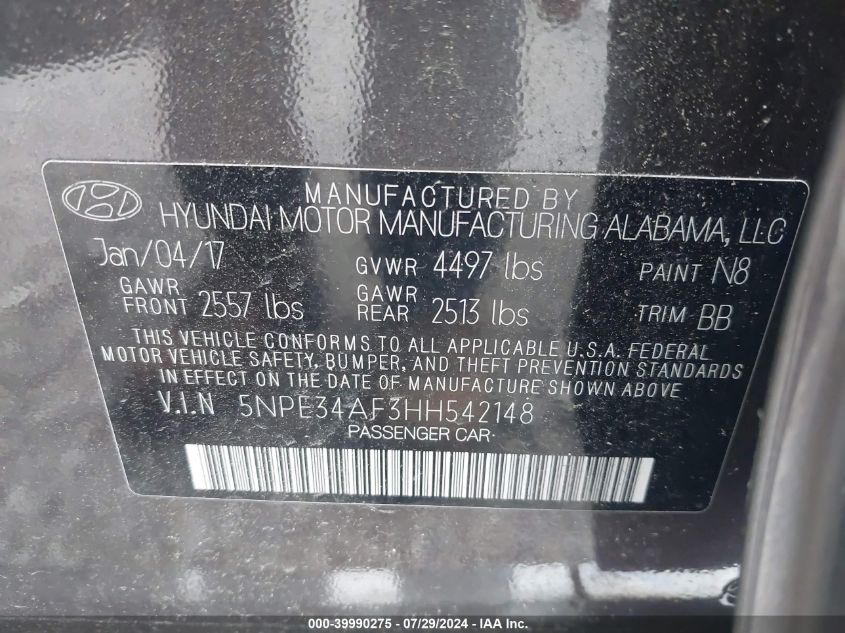 MANUFACTURED BY
HYUNDAI MOTOR MANUFACTURING ALABAMA, LLC
Jan/04/17 GVWR 4497 lbs PAINT N8
GAWR FRONT 2557 lbs GAWR REAR 2513 lbs TRIM BB
THIS VEHICLE CONFORMS TO ALL APPLICABLE U.S.A. FEDERAL
MOTOR VEHICLE SAFETY, BUMPER, AND THEFT PREVENTION STANDARDS
IN EFFECT ON THE DATE OF MANUFACTURE SHOWN ABOVE
V.I.N 5NPE34AF3HH542148
PASSENGER CAR
000-39990275 - 07/29/2024 - IAA Inc.